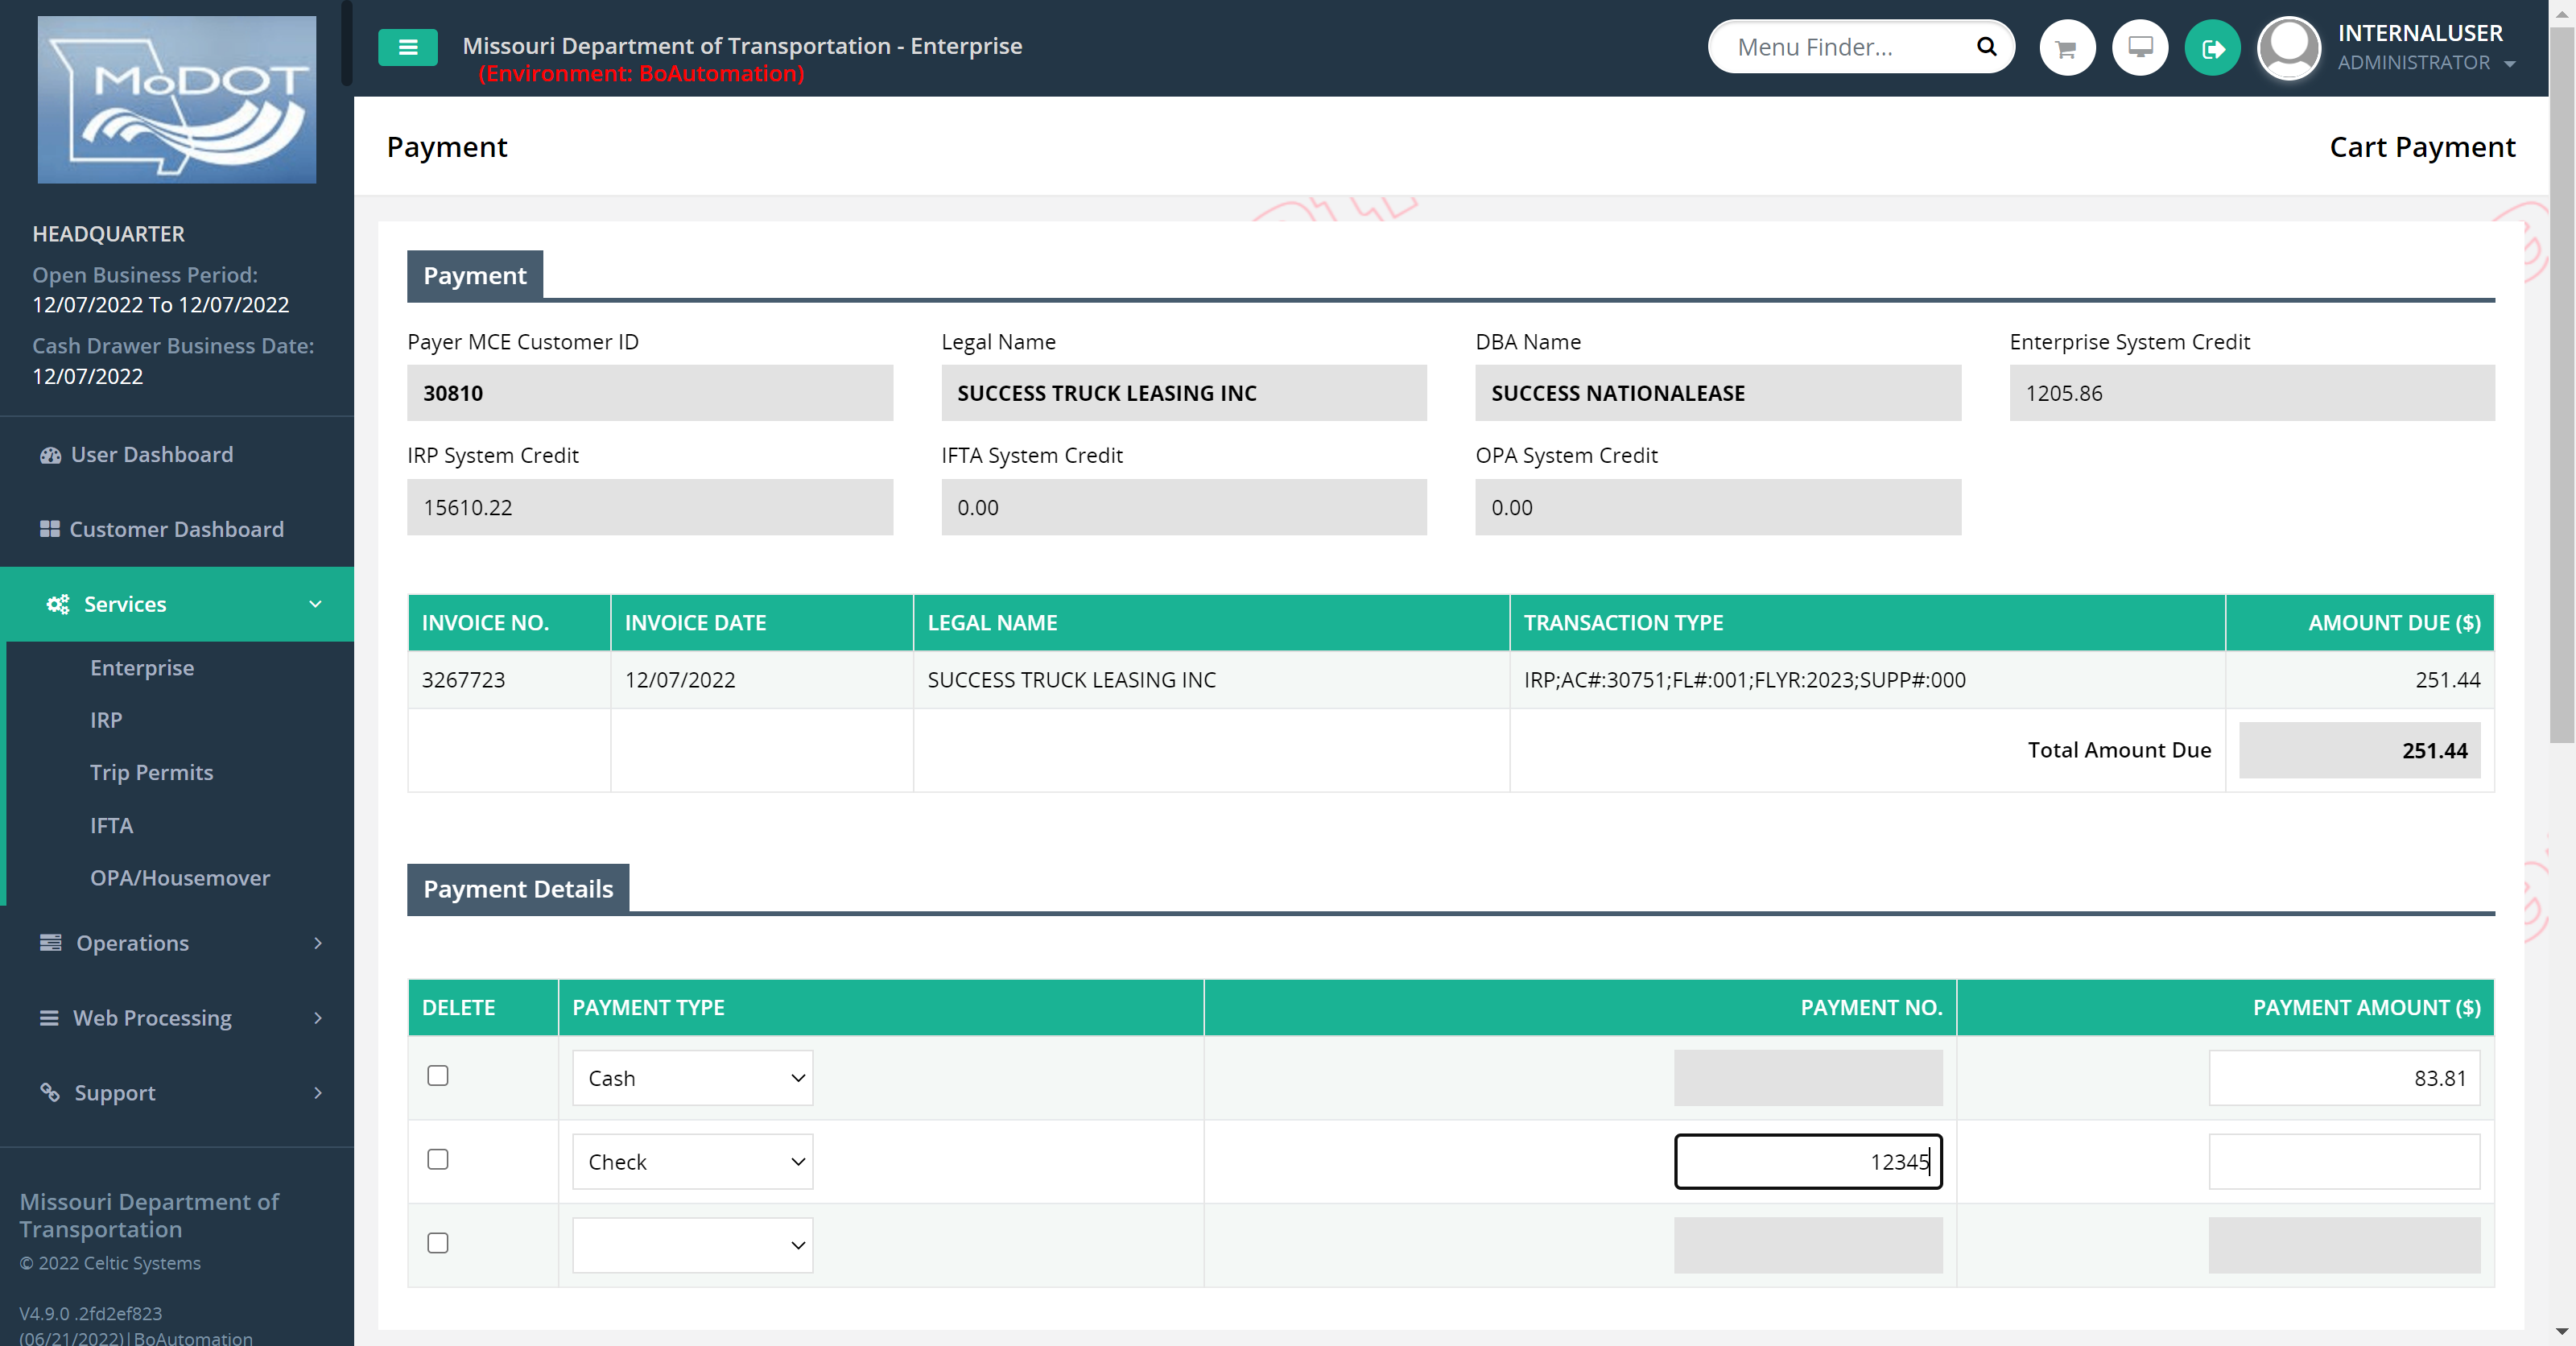 MoDOT
Missouri Department of Transportation - Enterprise
(Environment: BoAutomation)
Menu Finder...
INTERNALUSER
ADMINISTRATOR
HEADQUARTER
Open Business Period:
12/07/2022 To 12/07/2022
Cash Drawer Business Date:
12/07/2022
User Dashboard
Customer Dashboard
Services
Enterprise
IRP
Trip Permits
IFTA
OPA/Housemover
Operations
Web Processing
Support
Missouri Department of
Transportation
© 2022 Celtic Systems
V4.9.0 .2fd2ef823
(06/21/2022)|BoAutomation
Payment
Cart Payment
Payment
Payer MCE Customer ID
30810
Legal Name
SUCCESS TRUCK LEASING INC
DBA Name
SUCCESS NATIONALEASE
Enterprise System Credit
1205.86
IRP System Credit
15610.22
IFTA System Credit
0.00
OPA System Credit
0.00
INVOICE NO. INVOICE DATE LEGAL NAME TRANSACTION TYPE AMOUNT DUE ($)
3267723 12/07/2022 SUCCESS TRUCK LEASING INC IRP;AC#:30751;FL#:001;FLYR:2023;SUPP#:000 251.44
Total Amount Due 251.44
Payment Details
DELETE PAYMENT TYPE PAYMENT NO. PAYMENT AMOUNT ($)
Cash 83.81
Check 12345